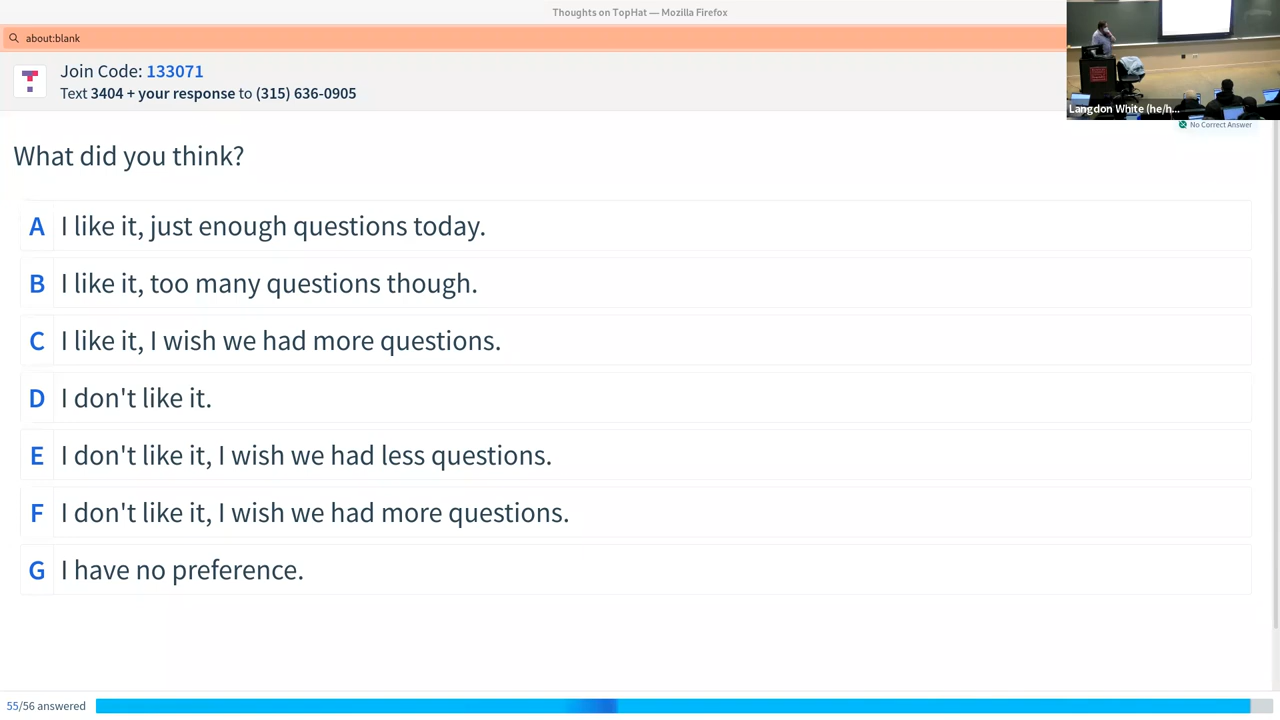 Thoughts on TopHat — Mozilla Firefox
about:blank
Join Code: 133071
Text 3404 + your response to (315) 636-0905
Langdon White (he/h...
No Correct Answer
What did you think?
A I like it, just enough questions today.
B I like it, too many questions though.
C I like it, I wish we had more questions.
D I don't like it.
E I don't like it, I wish we had less questions.
F I don't like it, I wish we had more questions.
G I have no preference.
55/56 answered